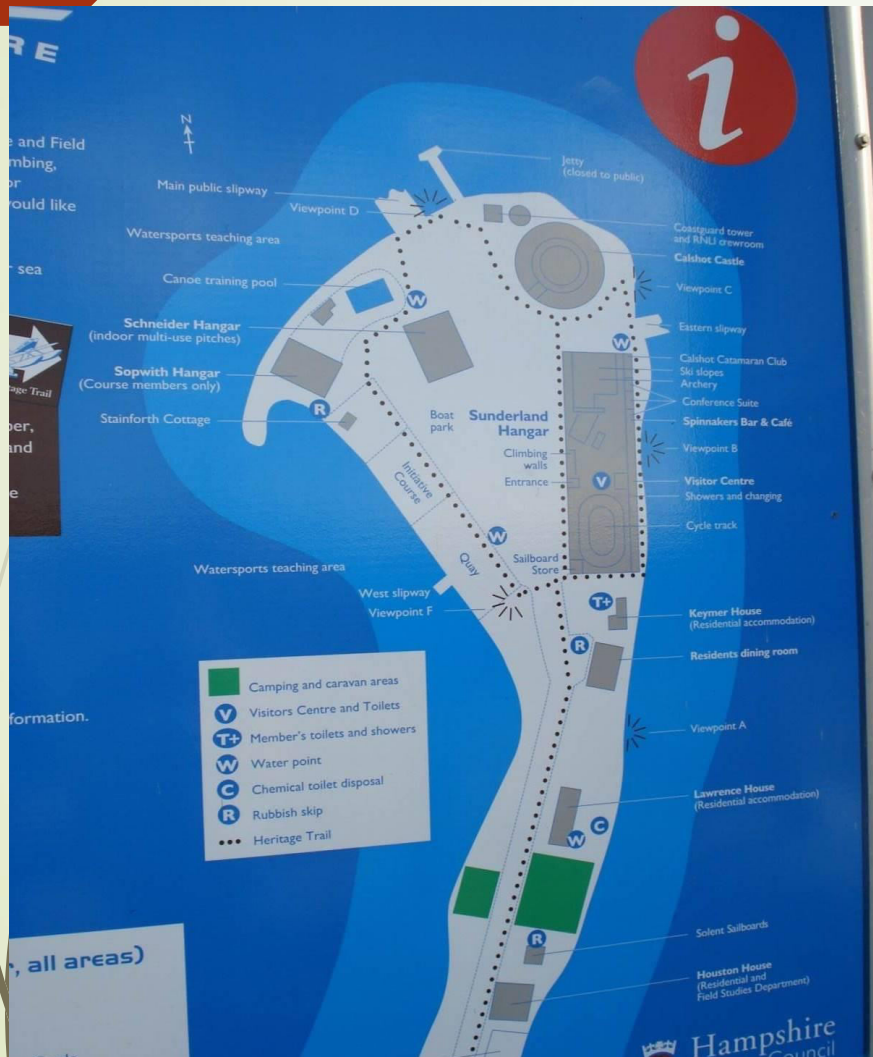 RE
e and Field
mbing,
or
vould like
sea
age Trail
ber,
and
e
formation.
, all areas)
i
N
Jetty
(closed to public)
Main public slipway
Viewpoint D
Coastguard tower
and RNLI crewroom
Watersports teaching area
Calshot Castle
Canoe training pool
Viewpoint C
W
Schneider Hangar
(indoor multi-use pitches)
Eastern slipway
W
Sopwith Hangar
(Course members only)
Calshot Catamaran Club
Ski slopes
Archery
R
Conference Suite
Stainforth Cottage
Boat
park
Sunderland
Hangar
Spinnakers Bar & Café
Climbing
walls
Viewpoint B
Initiative
Course
Entrance
V
Visitor Centre
Showers and changing
Cycle track
W
Quay
Sailboard
Store
Watersports teaching area
West slipway
Viewpoint F
T+
Keymer House
(Residential accommodation)
R
Residents dining room
Camping and caravan areas
V Visitors Centre and Toilets
T+ Member's toilets and showers
W Water point
C Chemical toilet disposal
R Rubbish skip
Heritage Trail
Viewpoint A
Lawrence House
(Residential accommodation)
C
W
R
Solent Sailboards
Houston House
(Residential and
Field Studies Department)
Hampshire
Council